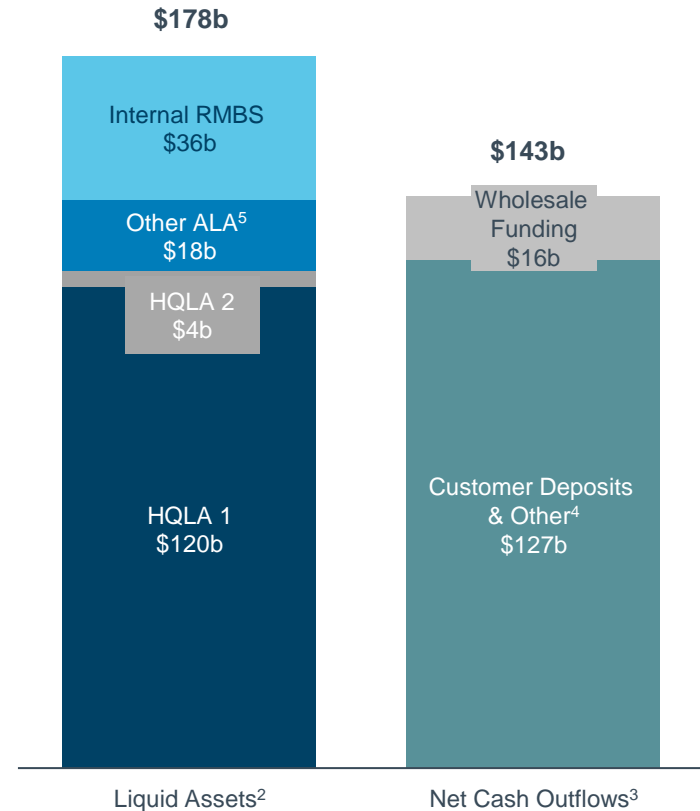 $178b
Internal RMBS
$36b
Other ALA⁵
$18b
HQLA 2
$4b
HQLA 1
$120b
Liquid Assets²
$143b
Wholesale
Funding
$16b
Customer Deposits
& Other⁴
$127b
Net Cash Outflows³